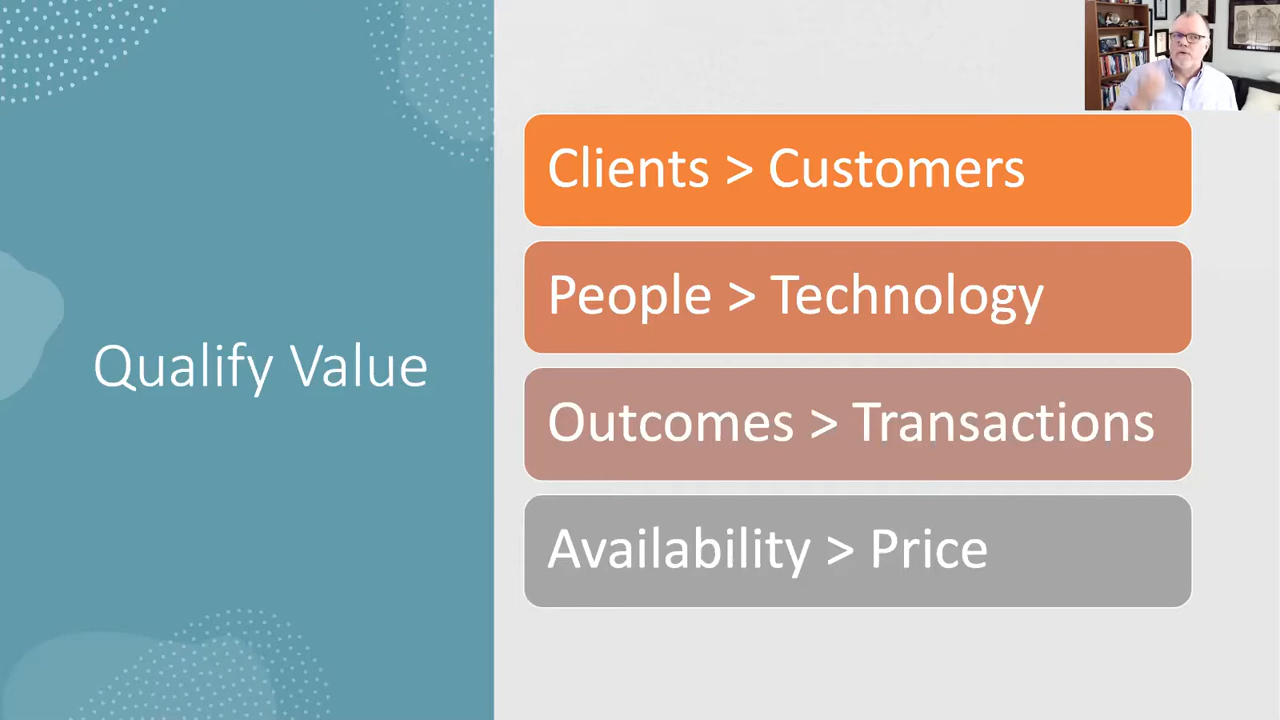 Qualify Value
Clients > Customers
People > Technology
Outcomes > Transactions
Availability > Price